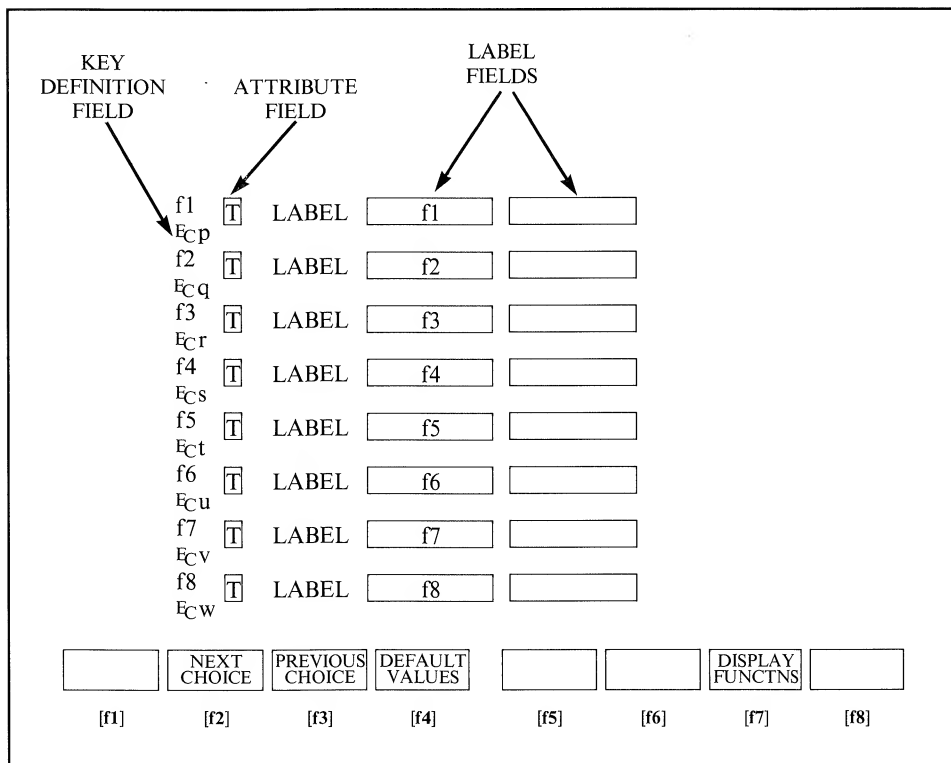 KEY
DEFINITION
FIELD
ATTRIBUTE
FIELD
LABEL
FIELDS
f1 T LABEL f1
ECp
f2 T LABEL f2
ECq
f3 T LABEL f3
ECr
f4 T LABEL f4
ECs
f5 T LABEL f5
ECt
f6 T LABEL f6
ECu
f7 T LABEL f7
ECv
f8 T LABEL f8
ECw
NEXT CHOICE
PREVIOUS CHOICE
DEFAULT VALUES
DISPLAY FUNCTNS
[f1] [f2] [f3] [f4] [f5] [f6] [f7] [f8]